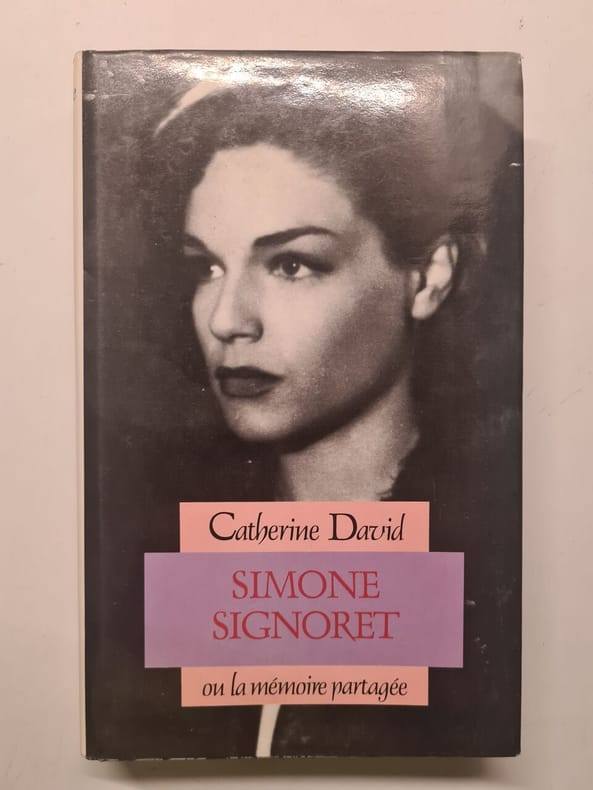 Catherine David
SIMONE
SIGNORET
ou la mémoire partagée